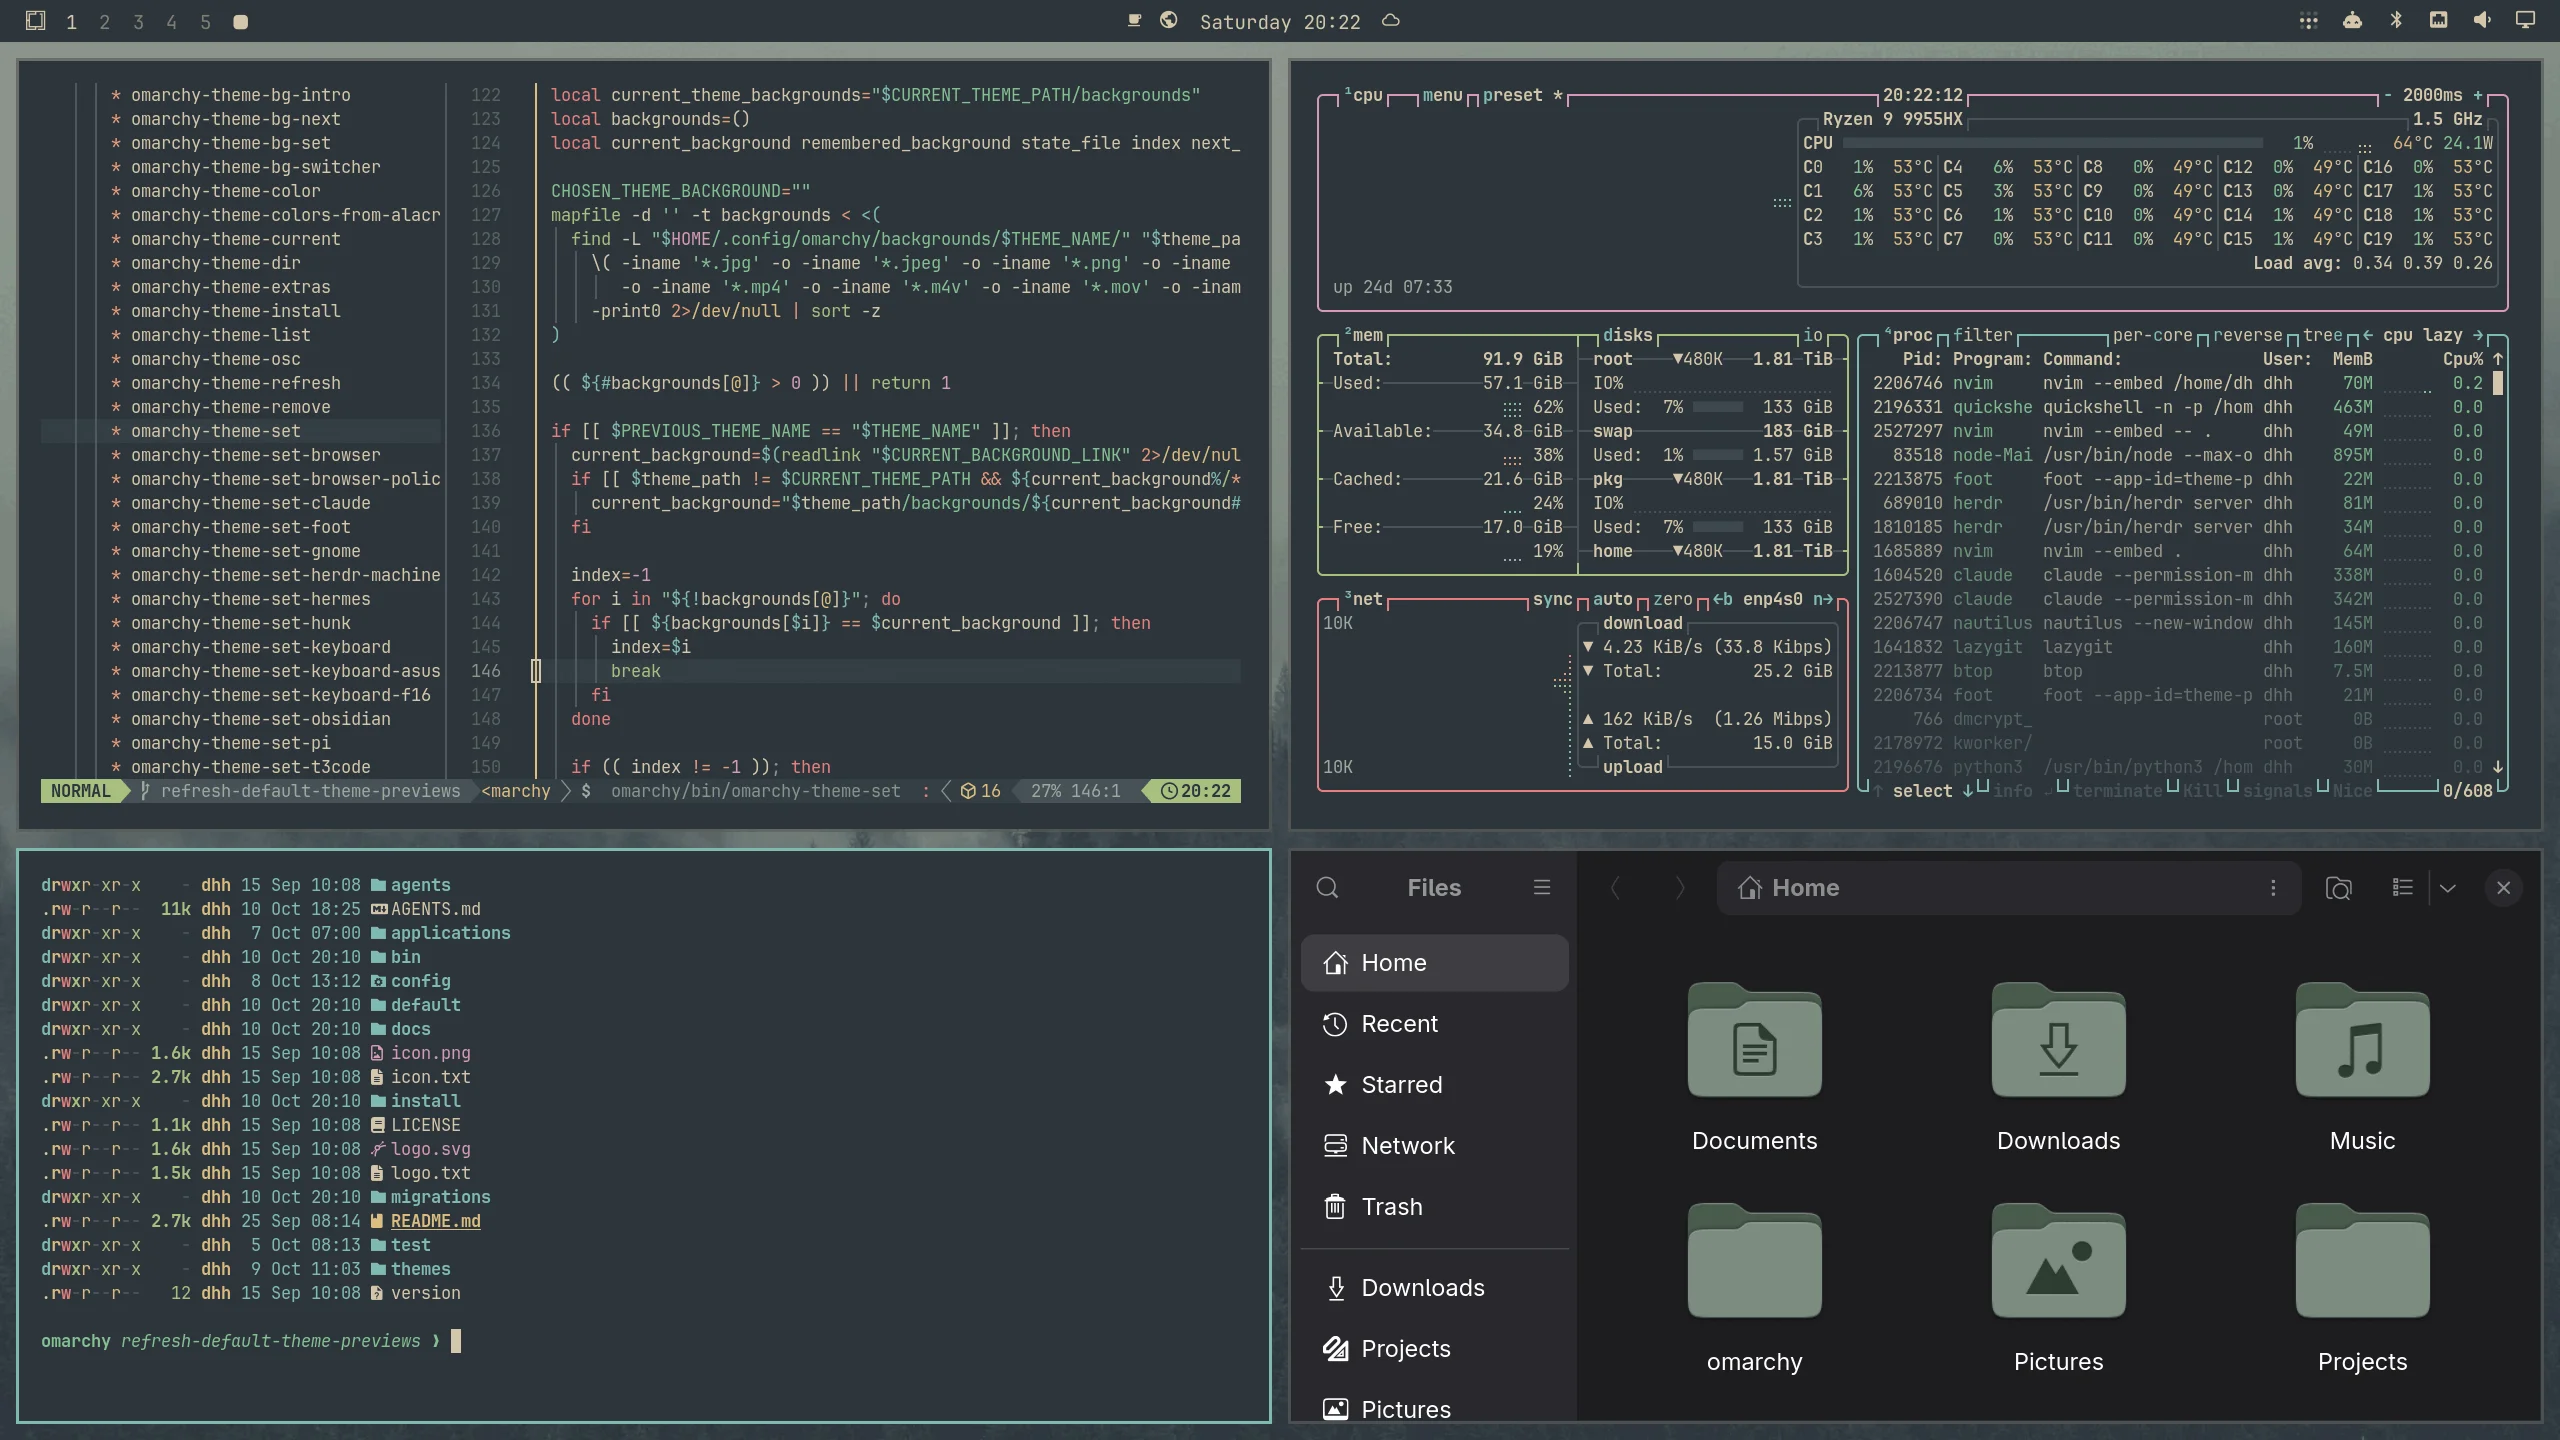 1 2 3 4 5
Saturday 20:22
* omarchy-theme-bg-intro
* omarchy-theme-bg-next
* omarchy-theme-bg-set
* omarchy-theme-bg-switcher
* omarchy-theme-color
* omarchy-theme-colors-from-alacr
* omarchy-theme-current
* omarchy-theme-dir
* omarchy-theme-extras
* omarchy-theme-install
* omarchy-theme-list
* omarchy-theme-osc
* omarchy-theme-refresh
* omarchy-theme-remove
* omarchy-theme-set
* omarchy-theme-set-browser
* omarchy-theme-set-browser-polic
* omarchy-theme-set-claude
* omarchy-theme-set-foot
* omarchy-theme-set-gnome
* omarchy-theme-set-herdr-machine
* omarchy-theme-set-hermes
* omarchy-theme-set-hunk
* omarchy-theme-set-keyboard
* omarchy-theme-set-keyboard-asus
* omarchy-theme-set-keyboard-f16
* omarchy-theme-set-obsidian
* omarchy-theme-set-pi
* omarchy-theme-set-t3code
122 local current_theme_backgrounds="$CURRENT_THEME_PATH/backgrounds"
123 local backgrounds=()
124 local current_background remembered_background state_file index next_
125
126 CHOSEN_THEME_BACKGROUND=""
127 mapfile -d '' -t backgrounds < <(
128 find -L "$HOME/.config/omarchy/backgrounds/$THEME_NAME/" "$theme_pa
129 \( -iname '*.jpg' -o -iname '*.jpeg' -o -iname '*.png' -o -iname
130 -o -iname '*.mp4' -o -iname '*.m4v' -o -iname '*.mov' -o -inam
131 -print0 2>/dev/null | sort -z
132 )
133
134 (( ${#backgrounds[@]} > 0 )) || return 1
135
136 if [[ $PREVIOUS_THEME_NAME == "$THEME_NAME" ]]; then
137 current_background=$(readlink "$CURRENT_BACKGROUND_LINK" 2>/dev/nul
138 if [[ $theme_path != $CURRENT_THEME_PATH && ${current_background%/*
139 current_background="$theme_path/backgrounds/${current_background#
140 fi
141
142 index=-1
143 for i in "${!backgrounds[@]}"; do
144 if [[ ${backgrounds[$i]} == $current_background ]]; then
145 index=$i
146 break
147 fi
148 done
149
150 if (( index != -1 )); then
NORMAL refresh-default-theme-previews <marchy $ omarchy/bin/omarchy-theme-set : 16 27% 146:1 20:22
¹cpu menu preset * 20:22:12 - 2000ms +
Ryzen 9 9955HX 1.5 GHz
CPU 1% 64°C 24.1W
C0 1% 53°C C4 6% 53°C C8 0% 49°C C12 0% 49°C C16 0% 53°C
C1 6% 53°C C5 3% 53°C C9 0% 49°C C13 0% 49°C C17 1% 53°C
C2 1% 53°C C6 1% 53°C C10 0% 49°C C14 1% 49°C C18 1% 53°C
C3 1% 53°C C7 0% 53°C C11 0% 49°C C15 1% 49°C C19 1% 53°C
Load avg: 0.34 0.39 0.26
up 24d 07:33
²mem
Total: 91.9 GiB
Used: 57.1 GiB
62%
Available: 34.8 GiB
38%
Cached: 21.6 GiB
24%
Free: 17.0 GiB
19%
disks io
root ▼480K 1.81 TiB
IO%
Used: 7% 133 GiB
swap 183 GiB
Used: 1% 1.57 GiB
pkg ▼480K 1.81 TiB
IO%
Used: 7% 133 GiB
home ▼480K 1.81 TiB
³net sync auto zero <b enp4s0 n>
10K
download
▼ 4.23 KiB/s (33.8 Kibps)
▼ Total: 25.2 GiB
▲ 162 KiB/s (1.26 Mibps)
▲ Total: 15.0 GiB
10K
upload
⁴proc filter per-core reverse tree ← cpu lazy →
Pid: Program: Command: User: MemB Cpu% ↑
2206746 nvim nvim --embed /home/dh dhh 70M 0.2
2196331 quickshe quickshell -n -p /hom dhh 463M 0.0
2527297 nvim nvim --embed -- . dhh 49M 0.0
83518 node-Mai /usr/bin/node --max-o dhh 895M 0.0
2213875 foot foot --app-id=theme-p dhh 22M 0.0
689010 herdr /usr/bin/herdr server dhh 81M 0.0
1810185 herdr /usr/bin/herdr server dhh 34M 0.0
1685889 nvim nvim --embed . dhh 64M 0.0
1604520 claude claude --permission-m dhh 338M 0.0
2527390 claude claude --permission-m dhh 342M 0.0
2206747 nautilus nautilus --new-window dhh 145M 0.0
1641832 lazygit lazygit dhh 160M 0.0
2213877 btop btop dhh 7.5M 0.0
2206734 foot foot --app-id=theme-p dhh 21M 0.0
766 dmcrypt_ root 0B 0.0
2178972 kworker/ root 0B 0.0
2196676 python3 /usr/bin/python3 /hom dhh 30M 0.0 ↓
↑ select ↓ info terminate Kill signals Nice 0/608
drwxr-xr-x - dhh 15 Sep 10:08 agents
.rw-r--r-- 11k dhh 10 Oct 18:25 AGENTS.md
drwxr-xr-x - dhh 7 Oct 07:00 applications
drwxr-xr-x - dhh 10 Oct 20:10 bin
drwxr-xr-x - dhh 8 Oct 13:12 config
drwxr-xr-x - dhh 10 Oct 20:10 default
drwxr-xr-x - dhh 10 Oct 20:10 docs
.rw-r--r-- 1.6k dhh 15 Sep 10:08 icon.png
.rw-r--r-- 2.7k dhh 15 Sep 10:08 icon.txt
drwxr-xr-x - dhh 10 Oct 20:10 install
.rw-r--r-- 1.1k dhh 15 Sep 10:08 LICENSE
.rw-r--r-- 1.6k dhh 15 Sep 10:08 logo.svg
.rw-r--r-- 1.5k dhh 15 Sep 10:08 logo.txt
drwxr-xr-x - dhh 10 Oct 20:10 migrations
.rw-r--r-- 2.7k dhh 25 Sep 08:14 README.md
drwxr-xr-x - dhh 5 Oct 08:13 test
drwxr-xr-x - dhh 9 Oct 11:03 themes
.rw-r--r-- 12 dhh 15 Sep 10:08 version
omarchy refresh-default-theme-previews ❯
Files
Home
Recent
Starred
Network
Trash
Downloads
Projects
Pictures
Home
Documents Downloads Music
omarchy Pictures Projects